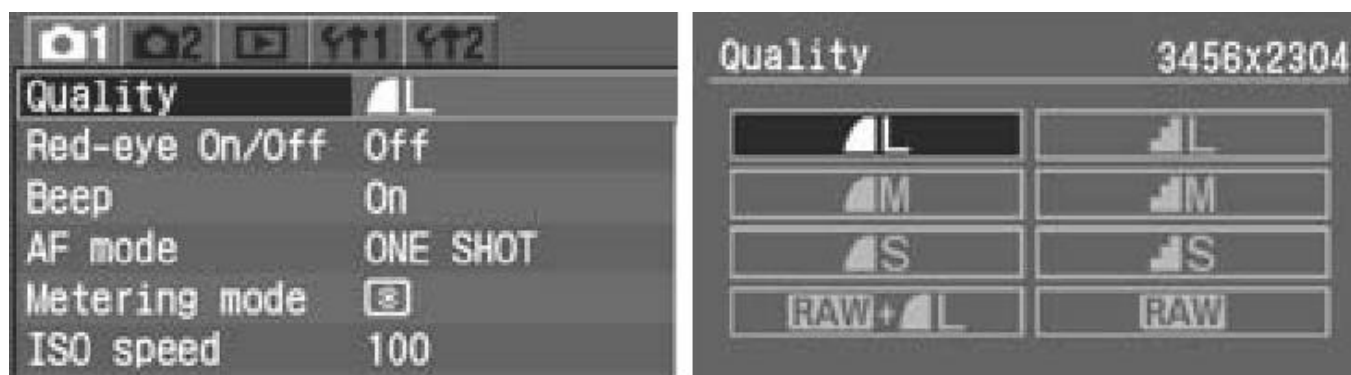 1 2 1 2
Quality L
Red-eye On/Off Off
Beep On
AF mode ONE SHOT
Metering mode
ISO speed 100
Quality 3456x2304
L L
M M
S S
RAW+ L RAW